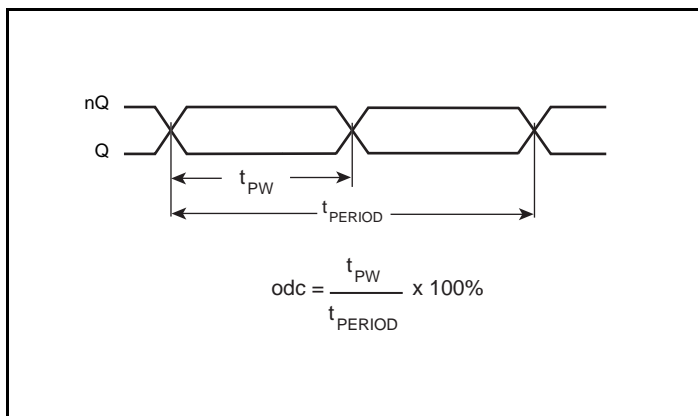 nQ
Q
tPW
tPERIOD
odc = tPW / tPERIOD x 100%